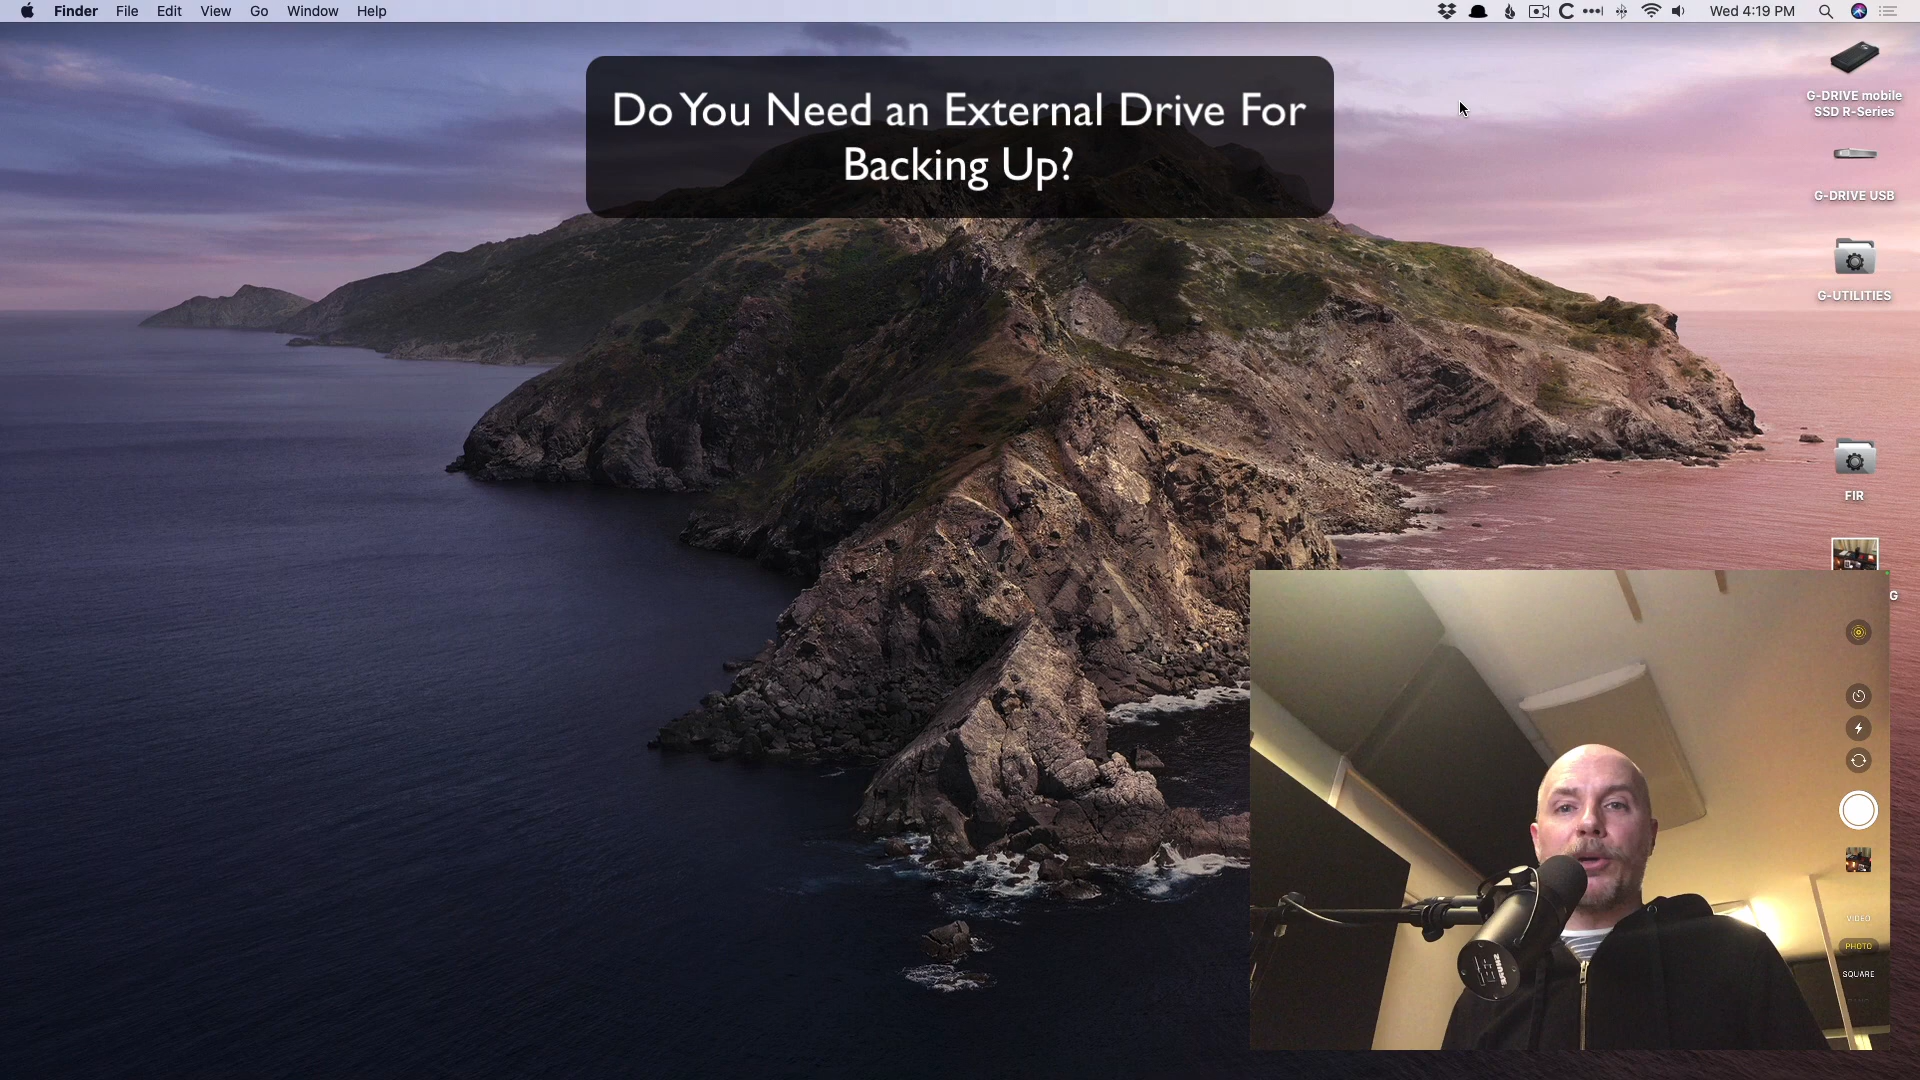 Finder File Edit View Go Window Help
Wed 4:19 PM
Do You Need an External Drive For
Backing Up?
G-DRIVE mobile
SSD R-Series
G-DRIVE USB
G-UTILITIES
FIR
G
VIDEO
PHOTO
SQUARE